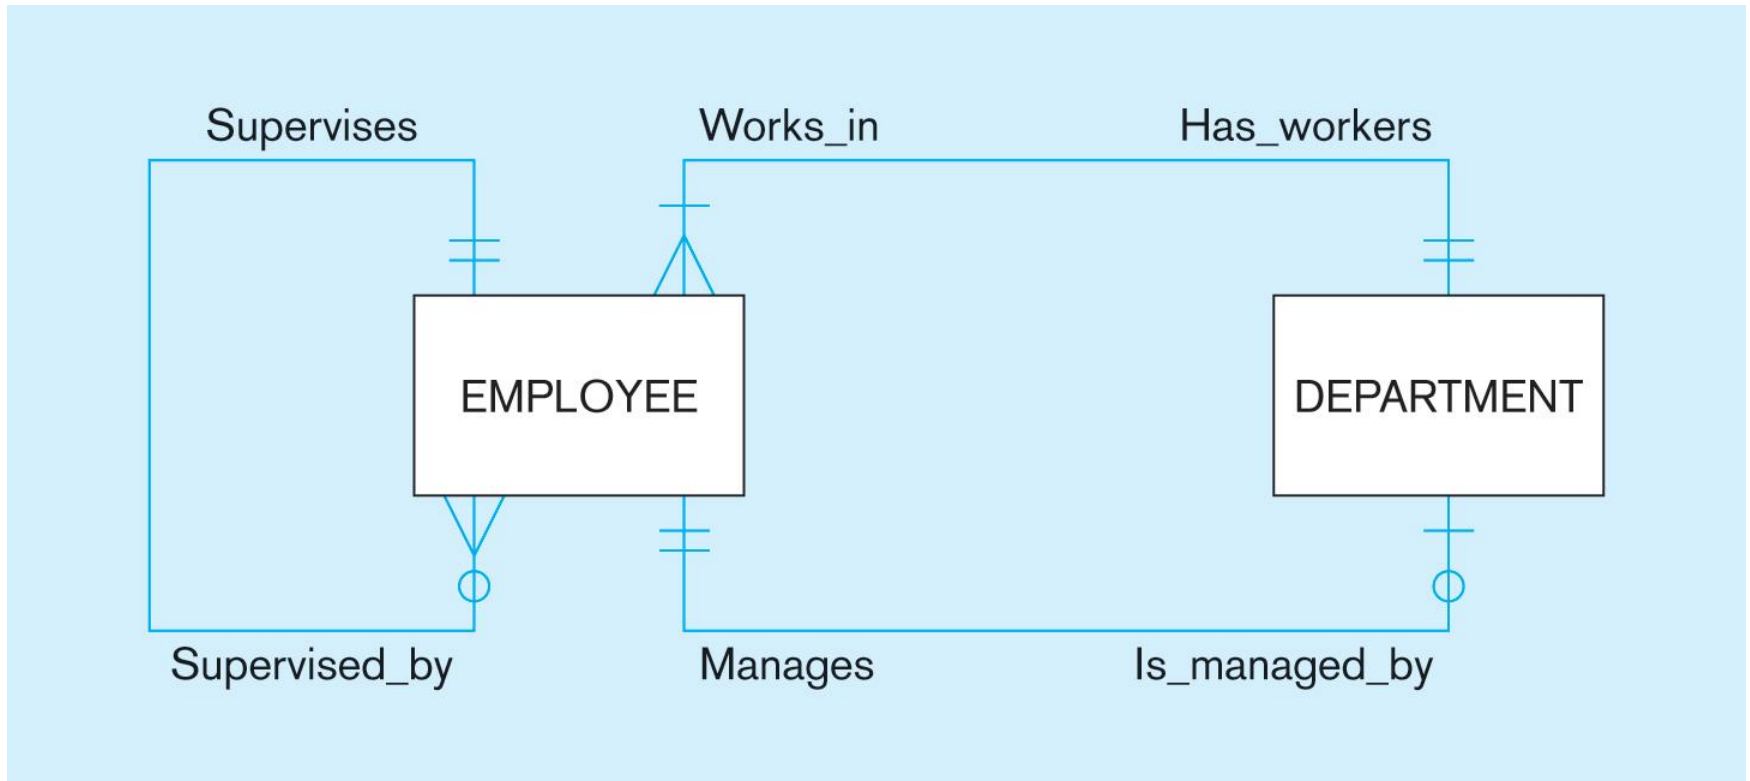 Supervises
Works_in
Has_workers
EMPLOYEE
DEPARTMENT
Supervised_by
Manages
Is_managed_by